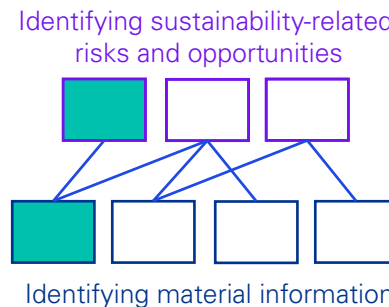 Identifying sustainability-related
risks and opportunities
Identifying material information